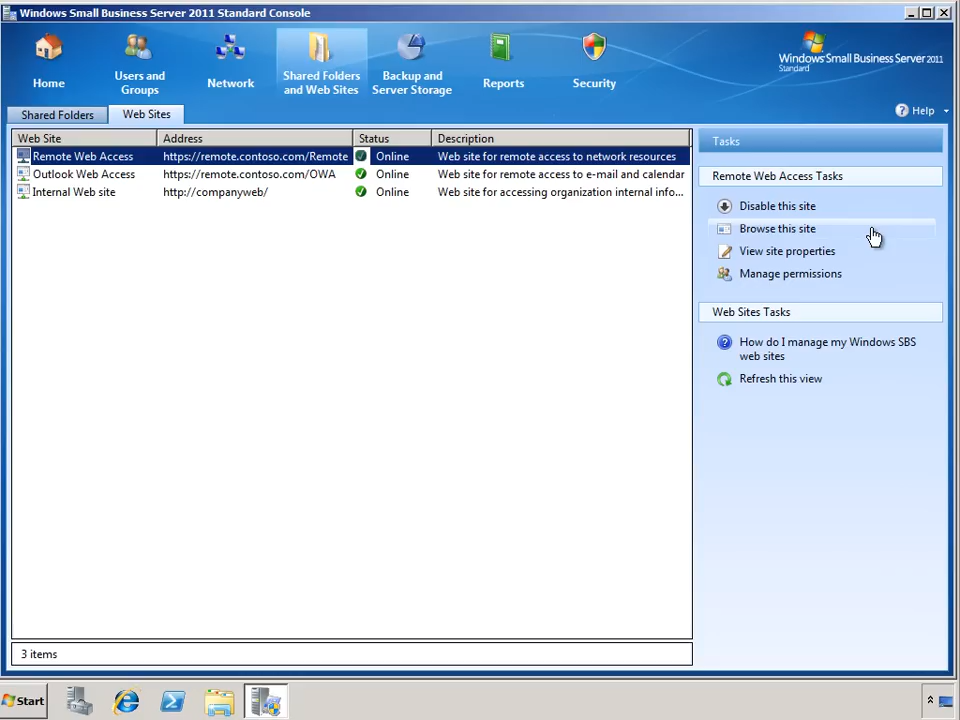 Windows Small Business Server 2011 Standard Console
Home
Users and Groups
Network
Shared Folders and Web Sites
Backup and Server Storage
Reports
Security
Windows Small Business Server 2011
Standard
Shared Folders
Web Sites
Help
Web Site Address Status Description
Remote Web Access https://remote.contoso.com/Remote Online Web site for remote access to network resources
Outlook Web Access https://remote.contoso.com/OWA Online Web site for remote access to e-mail and calendar
Internal Web site http://companyweb/ Online Web site for accessing organization internal info...
3 items
Tasks
Remote Web Access Tasks
Disable this site
Browse this site
View site properties
Manage permissions
Web Sites Tasks
How do I manage my Windows SBS
web sites
Refresh this view
Start